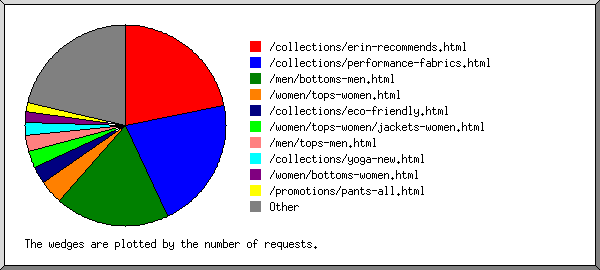 /collections/erin-recommends.html
/collections/performance-fabrics.html
/men/bottoms-men.html
/women/tops-women.html
/collections/eco-friendly.html
/women/tops-women/jackets-women.html
/men/tops-men.html
/collections/yoga-new.html
/women/bottoms-women.html
/promotions/pants-all.html
Other
The wedges are plotted by the number of requests.